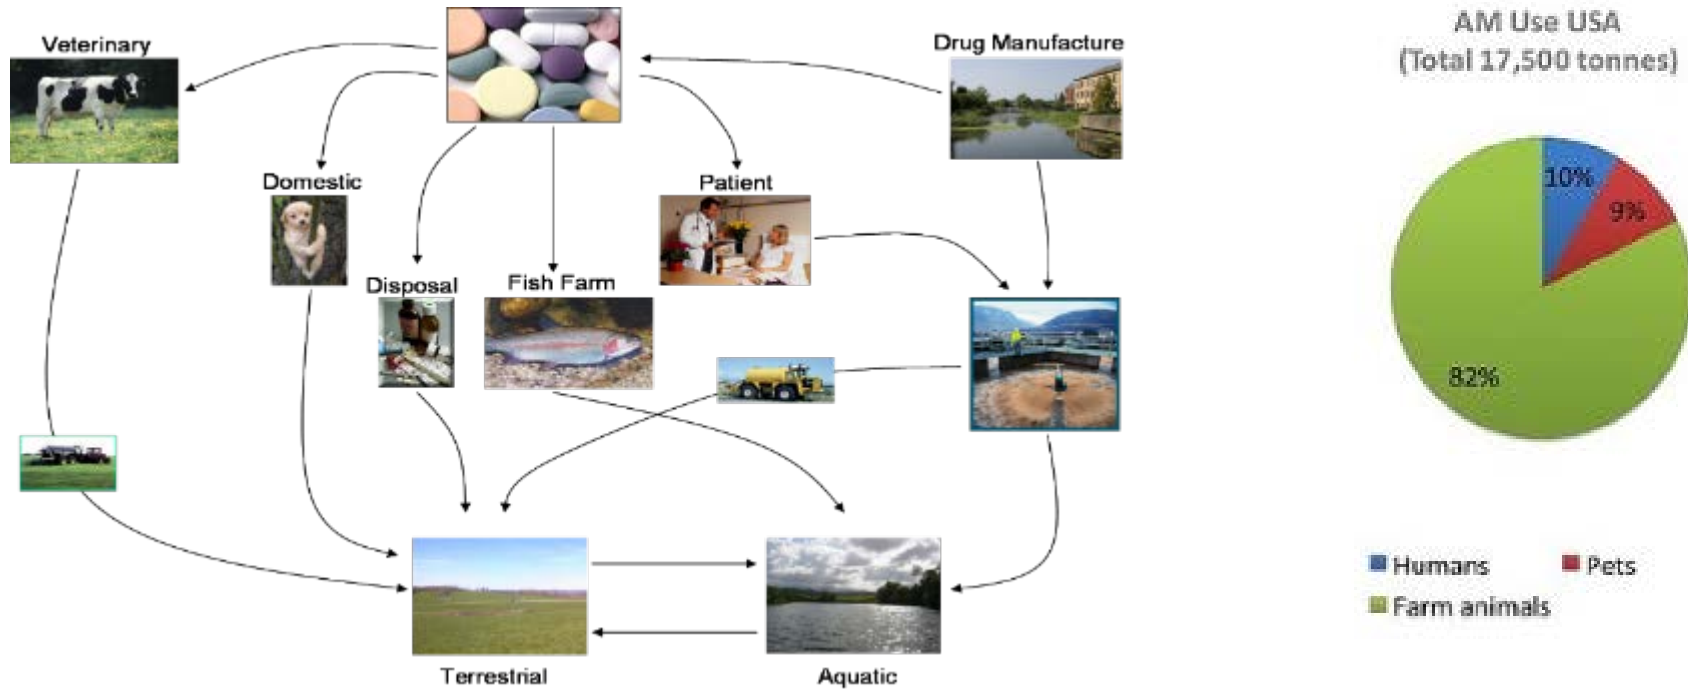 Veterinary
Drug Manufacture
Domestic
Patient
Disposal
Fish Farm
Terrestrial
Aquatic
AM Use USA
(Total 17,500 tonnes)
10%
9%
82%
Humans
Pets
Farm animals